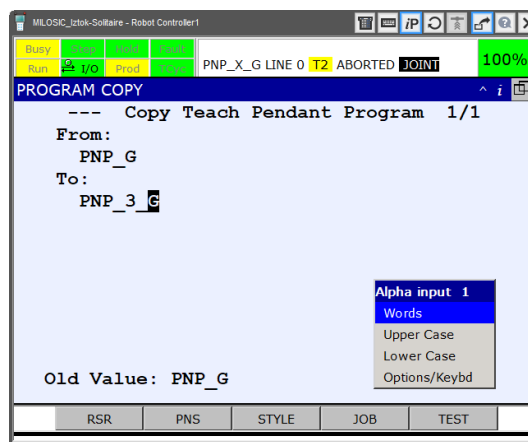 MILOSIC_Iztok-Solitaire - Robot Controller1
iP
Busy Step Hold Fault
Run I/O Prod TCyc
PNP_X_G LINE 0 T2 ABORTED JOINT
100%
PROGRAM COPY
--- Copy Teach Pendant Program 1/1
From:
PNP_G
To:
PNP_3_G
Alpha input 1
Words
Upper Case
Lower Case
Options/Keybd
Old Value: PNP_G
RSR PNS STYLE JOB TEST